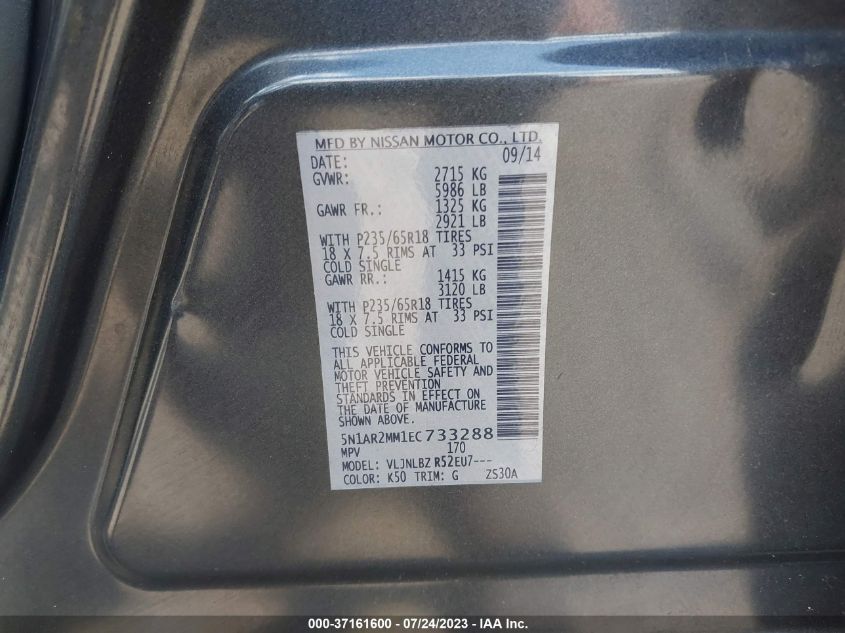 MFD BY NISSAN MOTOR CO., LTD.
DATE: 09/14
GVWR: 2715 KG
5986 LB
GAWR FR.: 1325 KG
2921 LB
WITH P235/65R18 TIRES
18 X 7.5 RIMS AT 33 PSI
COLD SINGLE
GAWR RR.: 1415 KG
3120 LB
WITH P235/65R18 TIRES
18 X 7.5 RIMS AT 33 PSI
COLD SINGLE
THIS VEHICLE CONFORMS TO
ALL APPLICABLE FEDERAL
MOTOR VEHICLE SAFETY AND
THEFT PREVENTION
STANDARDS IN EFFECT ON
THE DATE OF MANUFACTURE
SHOWN ABOVE.
5N1AR2MM1EC733288
MPV 170
MODEL: VLJNLBZ R52EU7---
COLOR: K50 TRIM: G ZS30A
000-37161600 - 07/24/2023 - IAAI Inc.